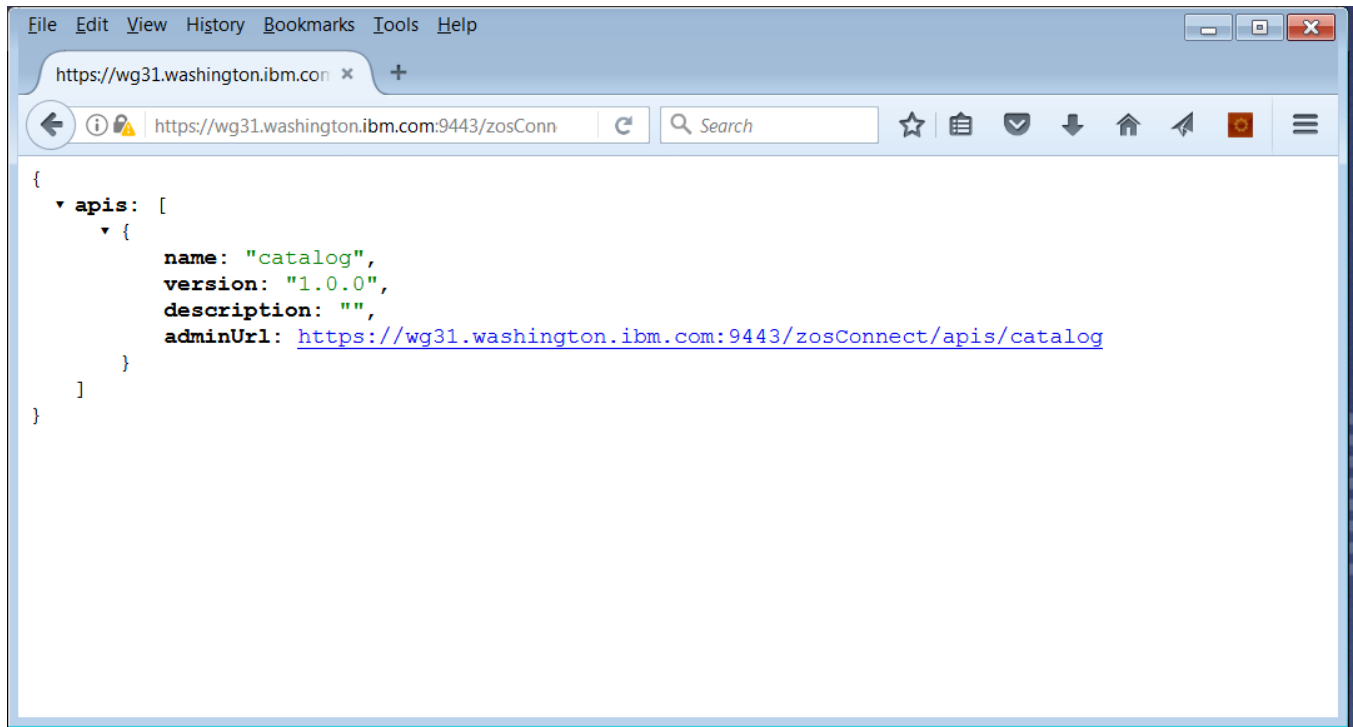 File Edit View History Bookmarks Tools Help
https://wg31.washington.ibm.con
https://wg31.washington.ibm.com:9443/zosConn
Search
{
apis: [
{
name: "catalog",
version: "1.0.0",
description: "",
adminUrl: https://wg31.washington.ibm.com:9443/zosConnect/apis/catalog
}
]
}